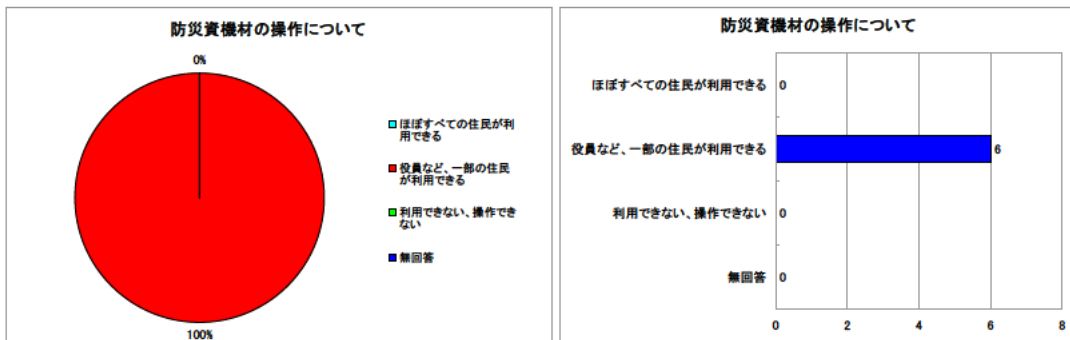 防災資機材の操作について
0%
100%
ほぼすべての住民が利
用できる
役員など、一部の住民
が利用できる
利用できない、操作でき
ない
無回答
防災資機材の操作について
ほぼすべての住民が利用できる 0
役員など、一部の住民が利用できる 6
利用できない、操作できない 0
無回答 0
0 2 4 6 8